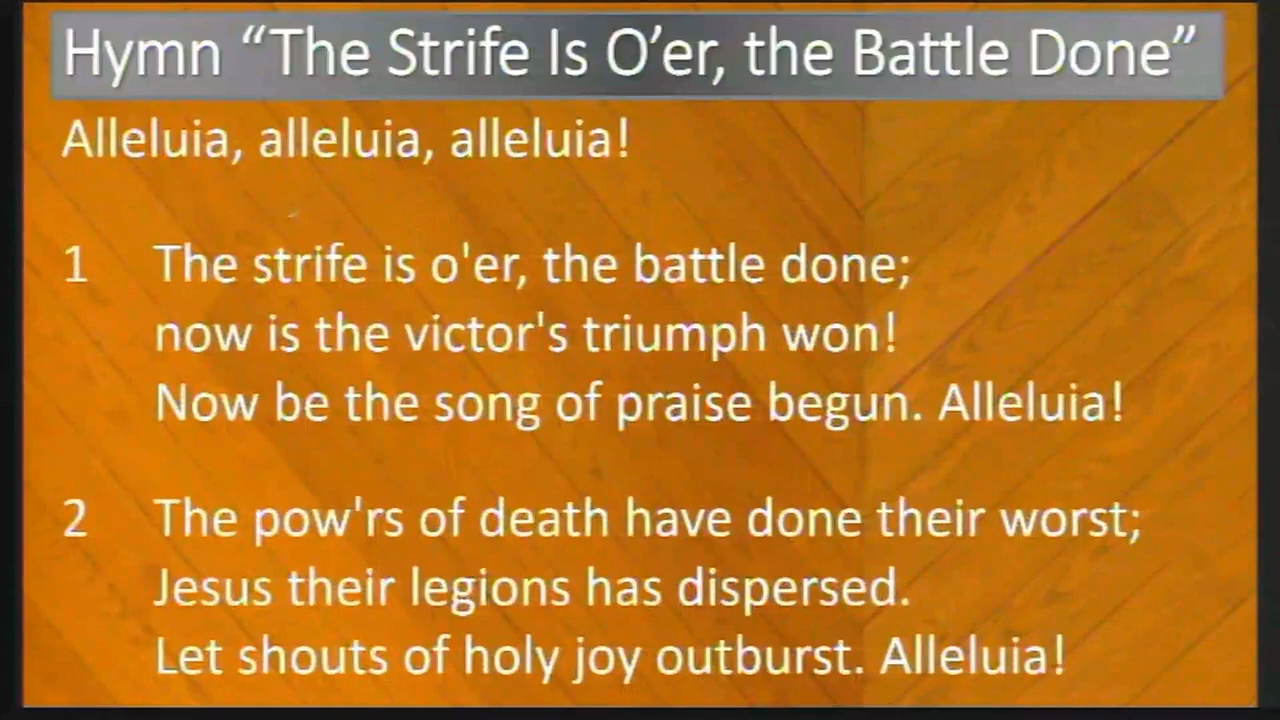 Hymn “The Strife Is O’er, the Battle Done”
Alleluia, alleluia, alleluia!
1 The strife is o'er, the battle done;
now is the victor's triumph won!
Now be the song of praise begun. Alleluia!
2 The pow'rs of death have done their worst;
Jesus their legions has dispersed.
Let shouts of holy joy outburst. Alleluia!